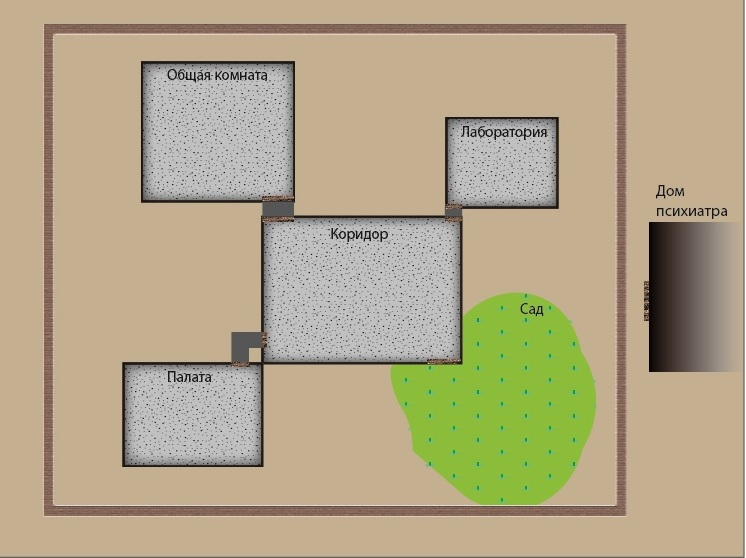 Общая комната
Лаборатория
Дом
психиатра
Коридор
Сад
Палата